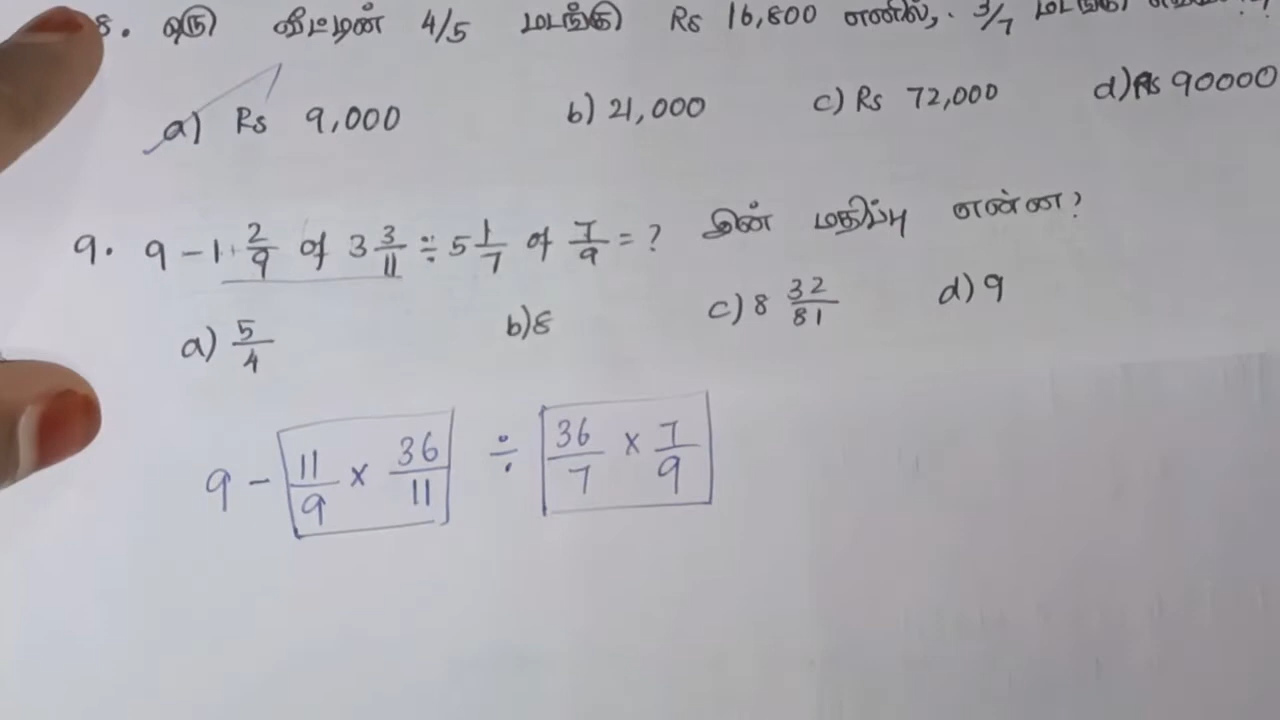 8. ஒரு வீட்டின் 4/5 மடங்கு Rs 16,800 எனில், 3/7 மடங்கு
a) Rs 9,000 b) 21,000 c) Rs 72,000 d) Rs 90000
9. 9 - 1 2/9 of 3 3/11 ÷ 5 1/7 of 7/9 = ? இன் மதிப்பு என்ன?
a) 5/4 b) 8 c) 8 32/81 d) 9
9 - 11/9 × 36/11 ÷ 36/7 × 7/9